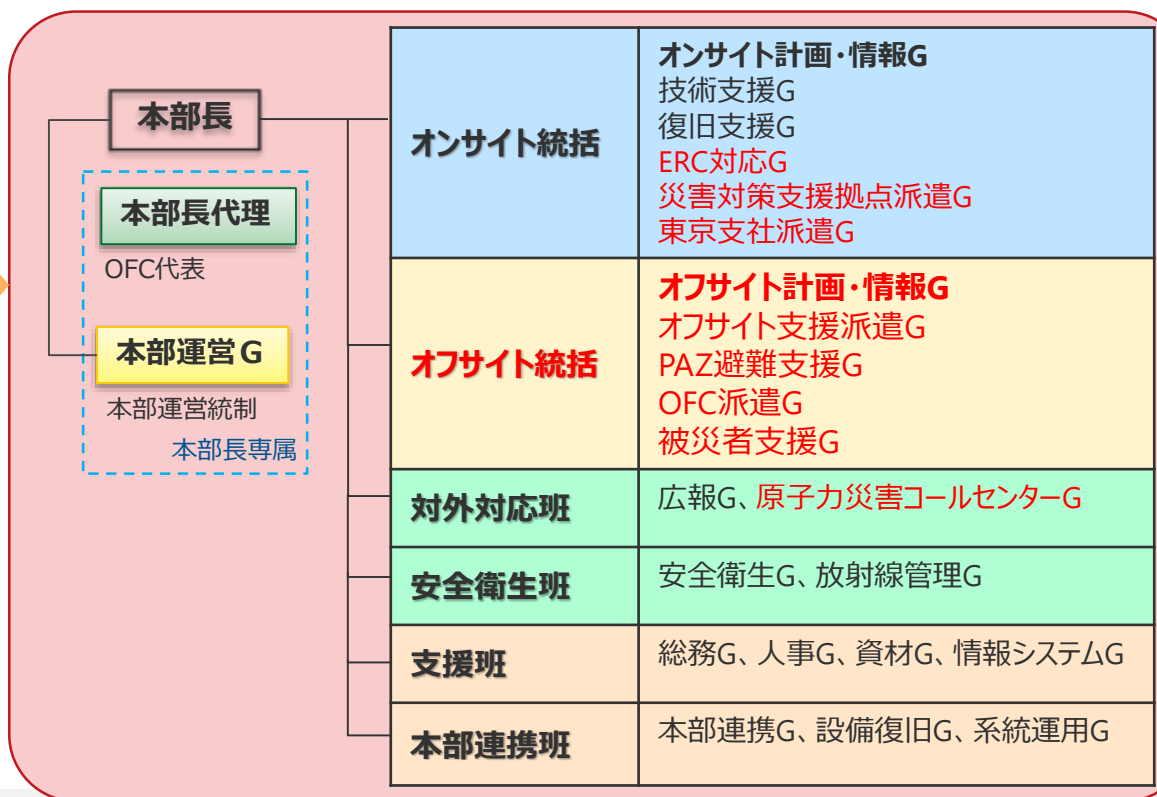 本部長
本部長代理
OFC代表
本部運営G
本部運営統制
本部長専属
オンサイト統括
オンサイト計画・情報G
技術支援G
復旧支援G
ERC対応G
災害対策支援拠点派遣G
東京支社派遣G
オフサイト統括
オフサイト計画・情報G
オフサイト支援派遣G
PAZ避難支援G
OFC派遣G
被災者支援G
対外対応班
広報G、原子力災害コールセンターG
安全衛生班
安全衛生G、放射線管理G
支援班
総務G、人事G、資材G、情報システムG
本部連携班
本部連携G、設備復旧G、系統運用G